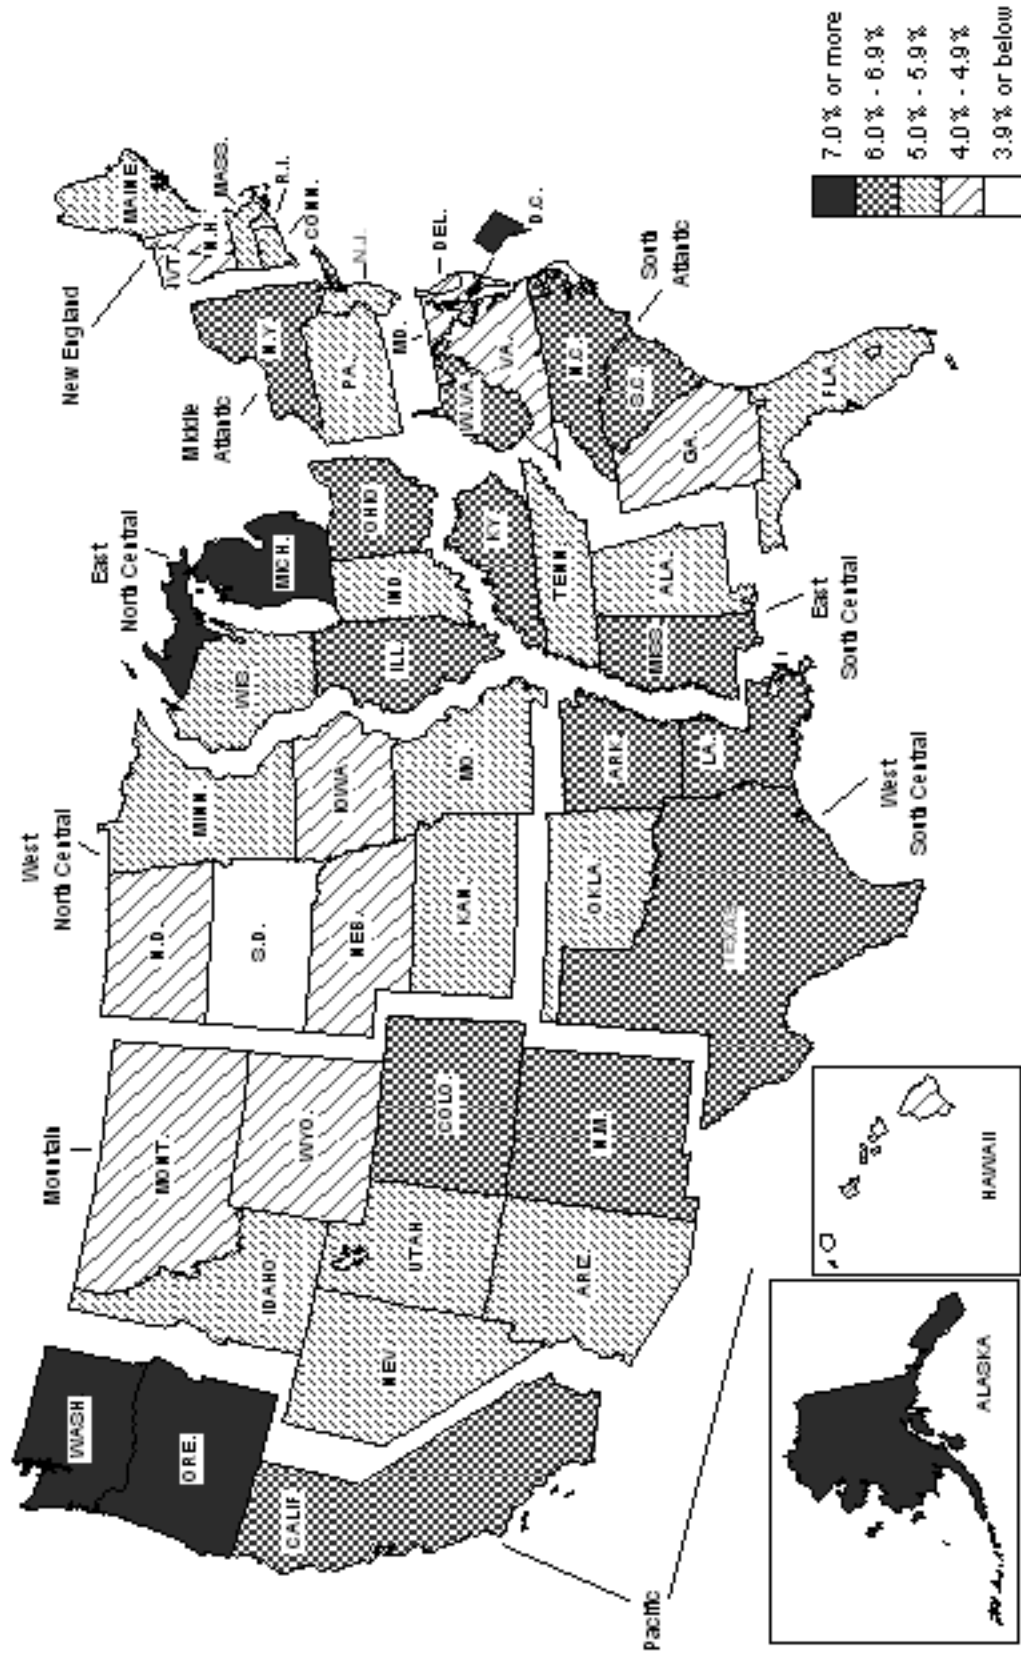 Pacific
WASH
ORE.
CALIF.
Mountain
MONT.
IDAHO
WYO.
NEV.
UTAH
COLO.
ARIZ
N.M.
West
North Central
N.D.
S.D.
NEB.
KAN.
MINN.
IOWA
MO
West
South Central
OKLA
TEXAS
ARK.
LA.
East
North Central
WIS.
MICH.
ILL.
IND
OHIO
East
South Central
KY.
TENN
MISS.
ALA.
Middle
Atlantic
N.Y.
PA.
N.J.
New England
MAINE
VT.
N.H.
MASS.
R.I.
CONN.
South
Atlantic
DEL.
MD.
D.C.
W.VA.
VA.
N.C.
S.C.
GA.
FLA.
ALASKA
HAWAII
7.0% or more
6.0% - 6.9%
5.0% - 5.9%
4.0% - 4.9%
3.9% or below